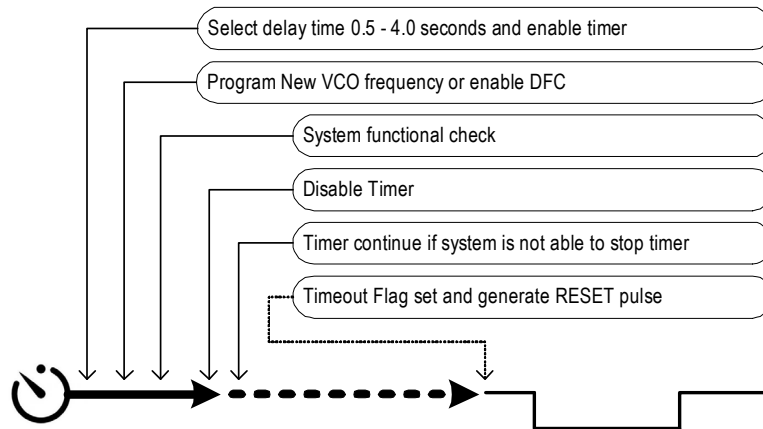 Select delay time 0.5 - 4.0 seconds and enable timer
Program New VCO frequency or enable DFC
System functional check
Disable Timer
Timer continue if system is not able to stop timer
Timeout Flag set and generate RESET pulse